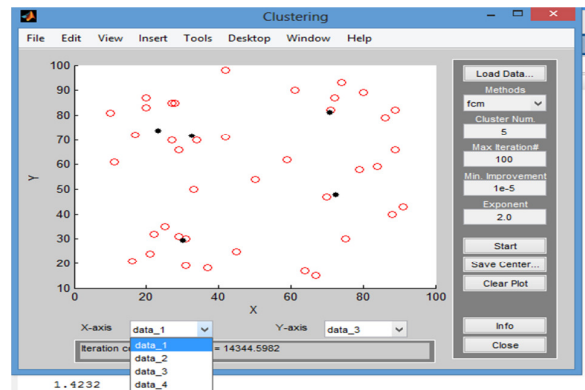 Clustering
File Edit View Insert Tools Desktop Window Help
100
90
80
70
60
50
40
30
20
10
Y
0 20 40 60 80 100
X
Load Data...
Methods
fcm
Cluster Num.
5
Max Iteration#
100
Min. Improvement
1e-5
Exponent
2.0
Start
Save Center...
Clear Plot
Info
Close
X-axis data_1 Y-axis data_3
Iteration = 14344.5982
data_1
data_2
data_3
data_4
1.4232